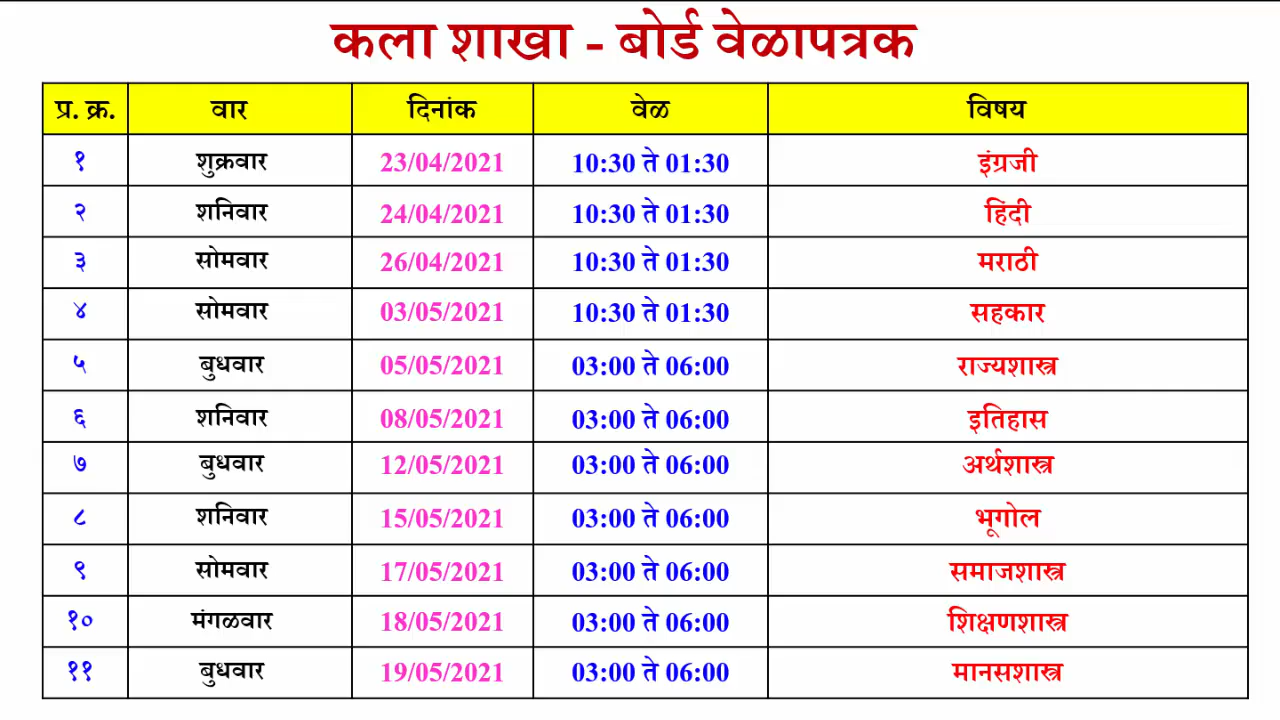 कला शाखा - बोर्ड वेळापत्रक
प्र. क्र. वार दिनांक वेळ विषय
१ शुक्रवार 23/04/2021 10:30 ते 01:30 इंग्रजी
२ शनिवार 24/04/2021 10:30 ते 01:30 हिंदी
३ सोमवार 26/04/2021 10:30 ते 01:30 मराठी
४ सोमवार 03/05/2021 10:30 ते 01:30 सहकार
५ बुधवार 05/05/2021 03:00 ते 06:00 राज्यशास्त्र
६ शनिवार 08/05/2021 03:00 ते 06:00 इतिहास
७ बुधवार 12/05/2021 03:00 ते 06:00 अर्थशास्त्र
८ शनिवार 15/05/2021 03:00 ते 06:00 भूगोल
९ सोमवार 17/05/2021 03:00 ते 06:00 समाजशास्त्र
१० मंगळवार 18/05/2021 03:00 ते 06:00 शिक्षणशास्त्र
११ बुधवार 19/05/2021 03:00 ते 06:00 मानसशास्त्र